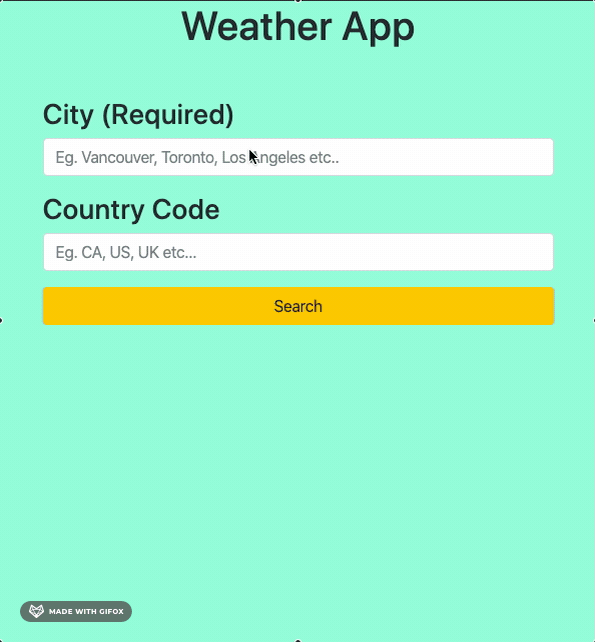 Weather App
City (Required)
Eg. Vancouver, Toronto, Los Angeles etc..
Country Code
Eg. CA, US, UK etc...
Search
MADE WITH GIFOX